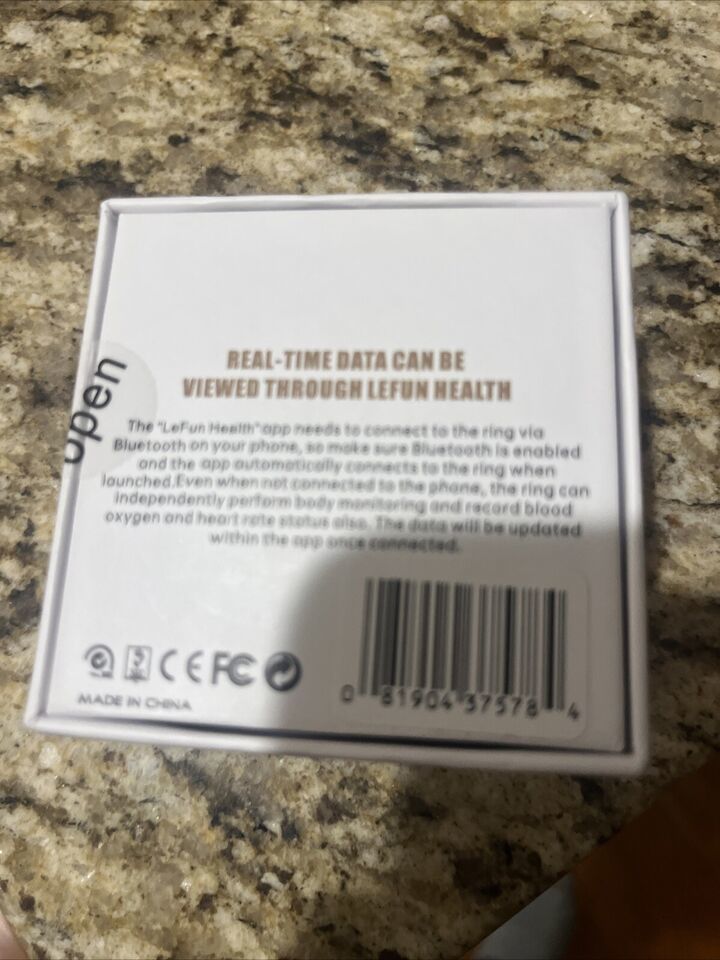 open
REAL-TIME DATA CAN BE
VIEWED THROUGH LEFUN HEALTH
The "LeFun Health" app needs to connect to the ring via
Bluetooth on your phone, so make sure Bluetooth is enabled
and the app automatically connects to the ring when
launched.Even when not connected to the phone, the ring can
independently perform body monitoring and record blood
oxygen and heart rate status also. The data will be updated
within the app once connected.
CE FC
MADE IN CHINA
0 81904 37578 4